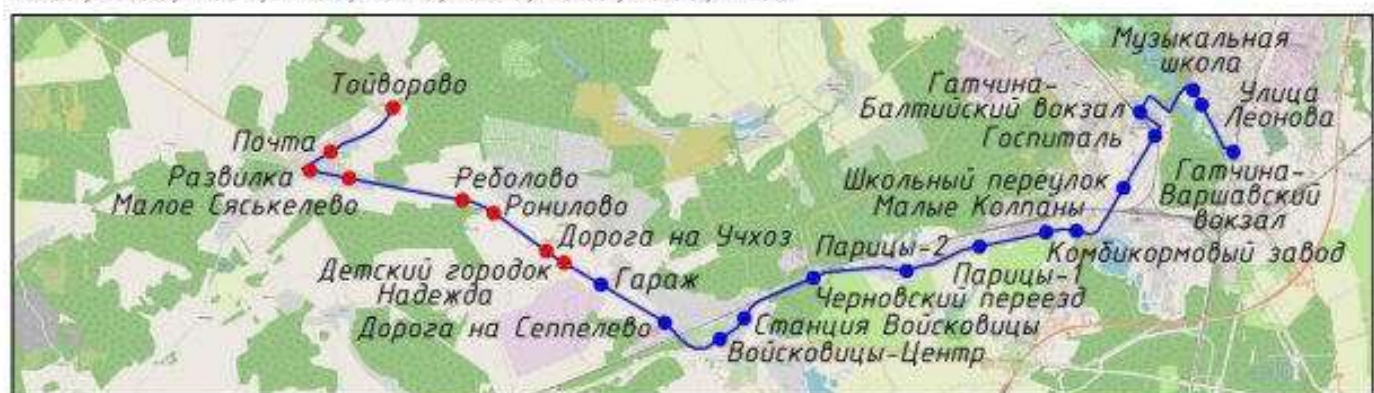 Музыкальная
школа
Гатчина-
Балтийский вокзал
Улица
Леонова
Госпиталь
Тойворово
Почта
Развилка
Малое Сяськелево
Реболово
Ронилово
Дорога на Учхоз
Детский городок
Надежда
Гараж
Дорога на Сеппелево
Школьный переулок
Малые Колпаны
Гатчина-
Варшавский
вокзал
Парицы-2
Комбикормовый завод
Парицы-1
Черновский переезд
Станция Войсковицы
Войсковицы-Центр